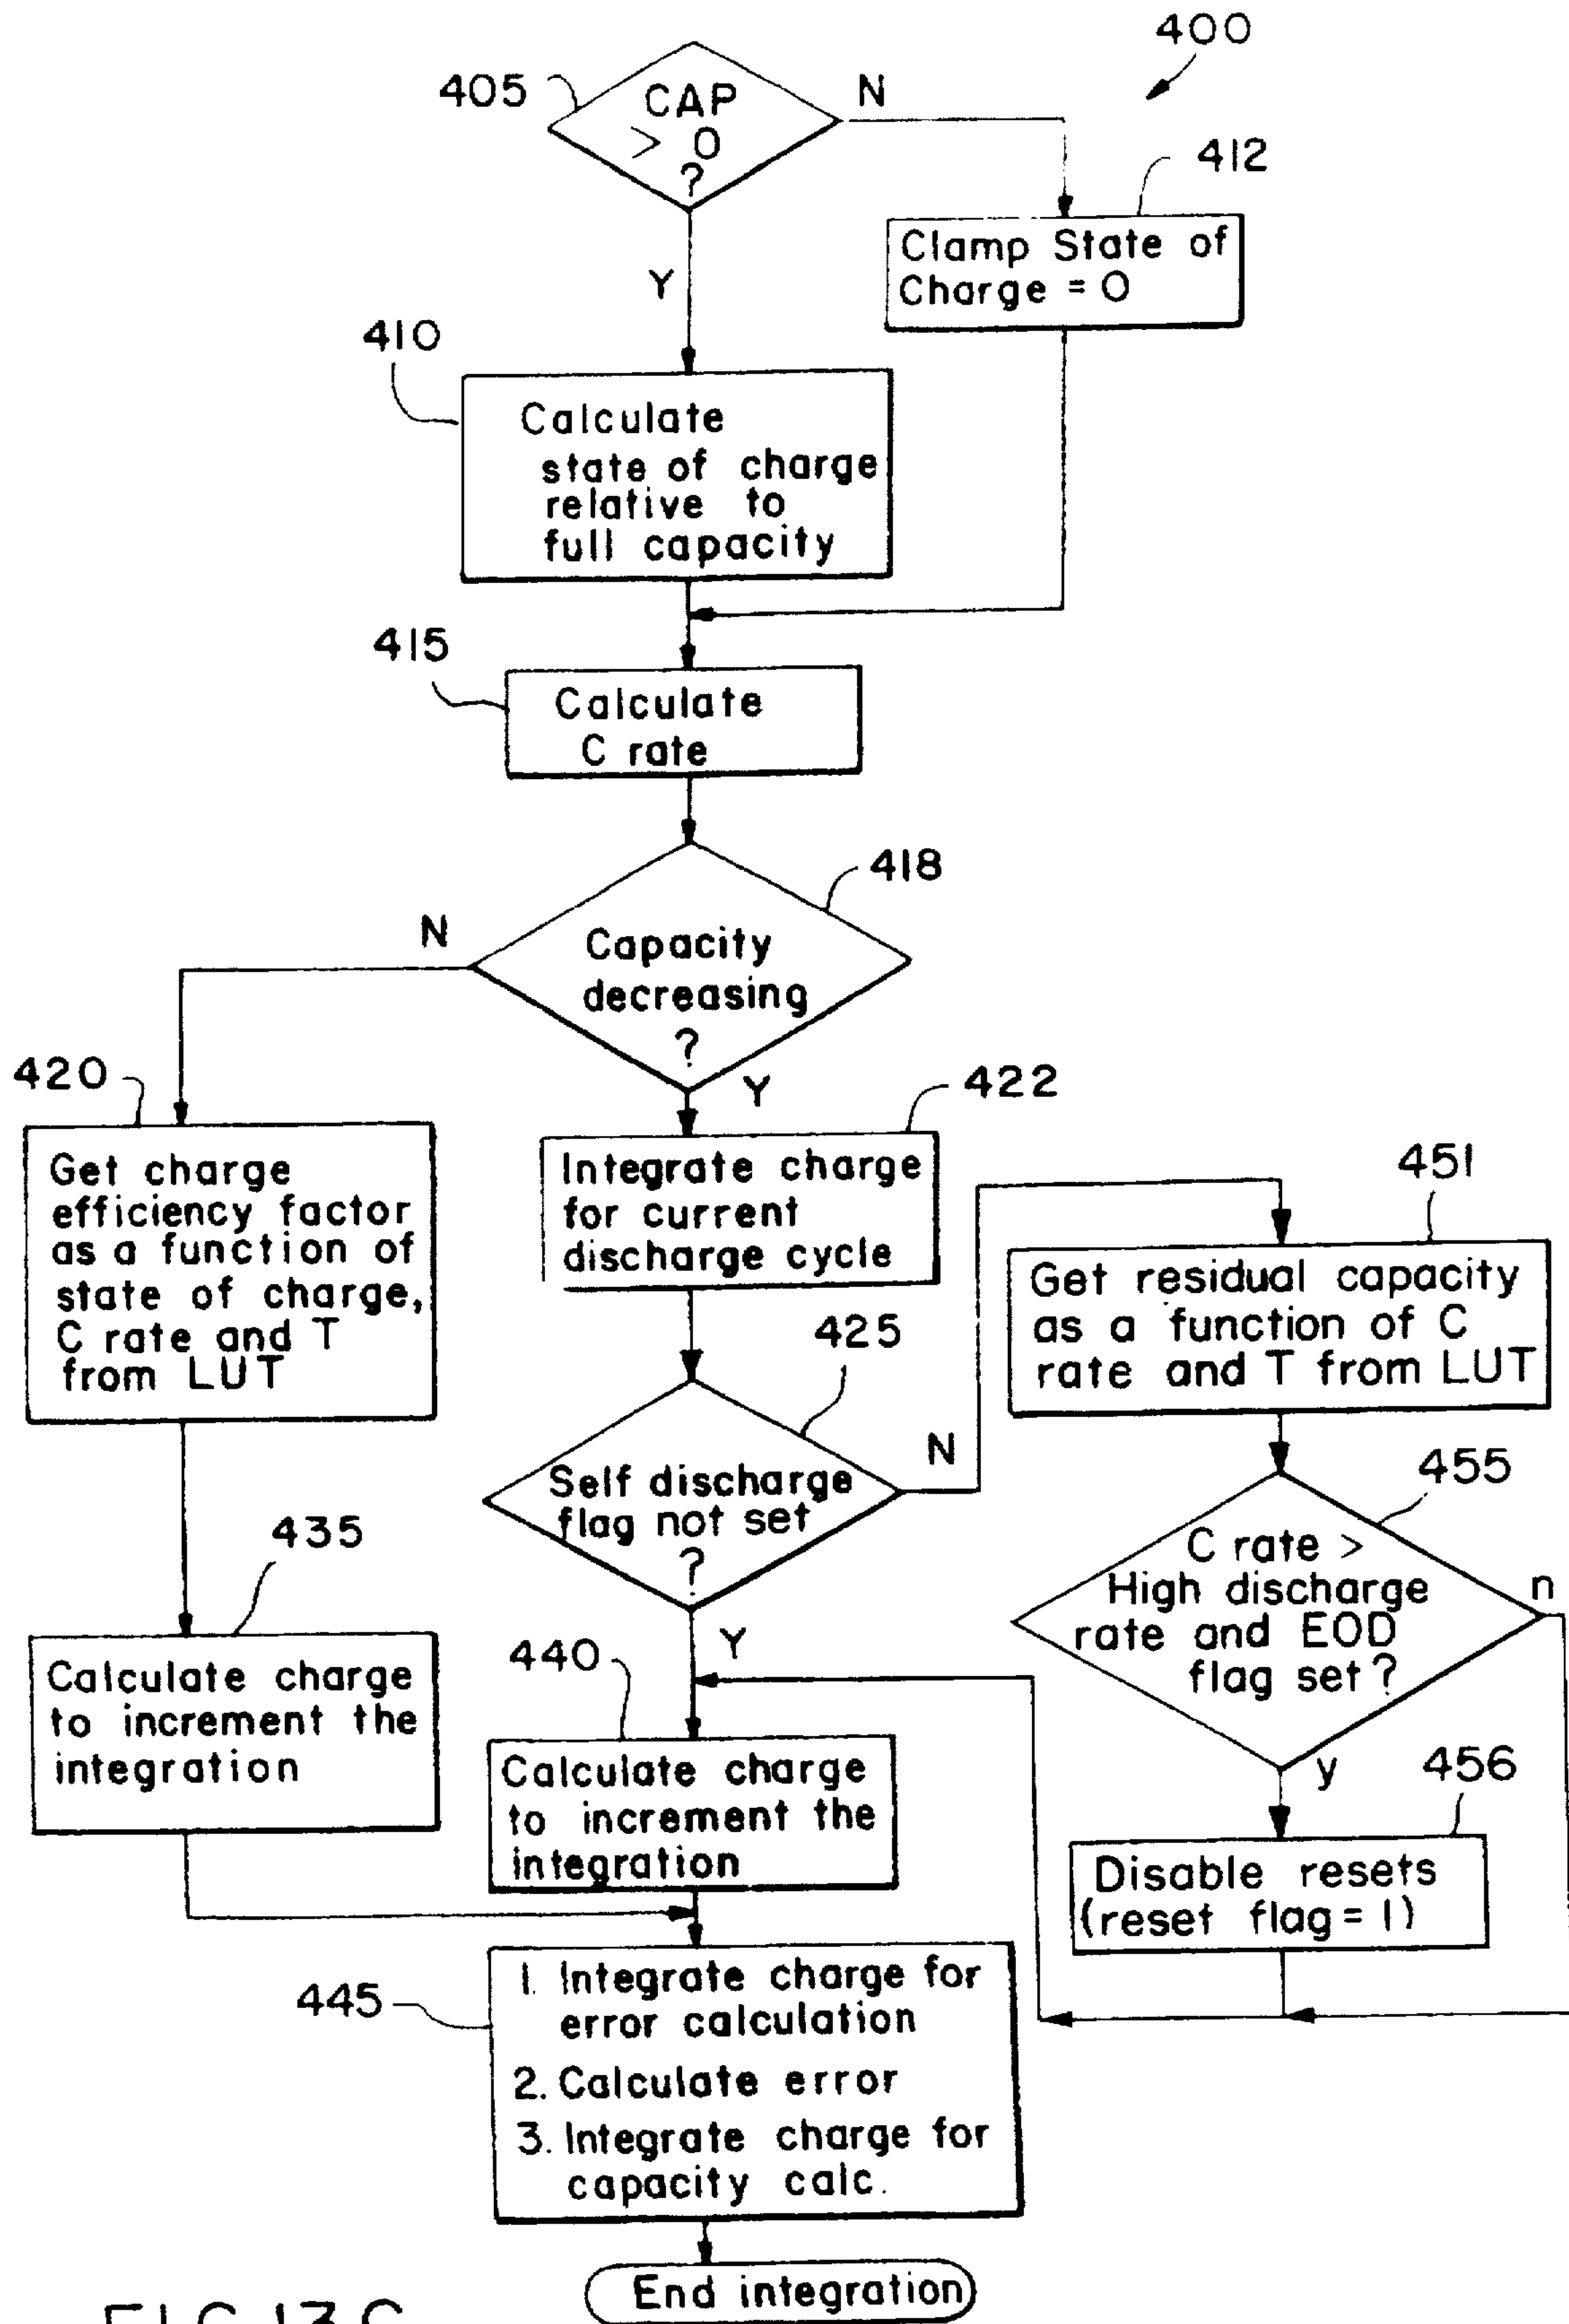 400
405
CAP
> 0
?
N
412
Clamp State of
Charge = 0
Y
410
Calculate
state of charge
relative to
full capacity
415
Calculate
C rate
418
N
Capacity
decreasing
?
Y
420
Get charge
efficiency factor
as a function of
state of charge,
C rate and T
from LUT
422
Integrate charge
for current
discharge cycle
451
Get residual capacity
as a function of C
rate and T from LUT
425
N
Self discharge
flag not set
?
Y
455
C rate >
High discharge
rate and EOD
flag set?
n
y
435
Calculate charge
to increment the
integration
440
Calculate charge
to increment the
integration
456
Disable resets
(reset flag = 1)
445
1. Integrate charge for
error calculation
2. Calculate error
3. Integrate charge for
capacity calc.
End integration
FIG. 13C